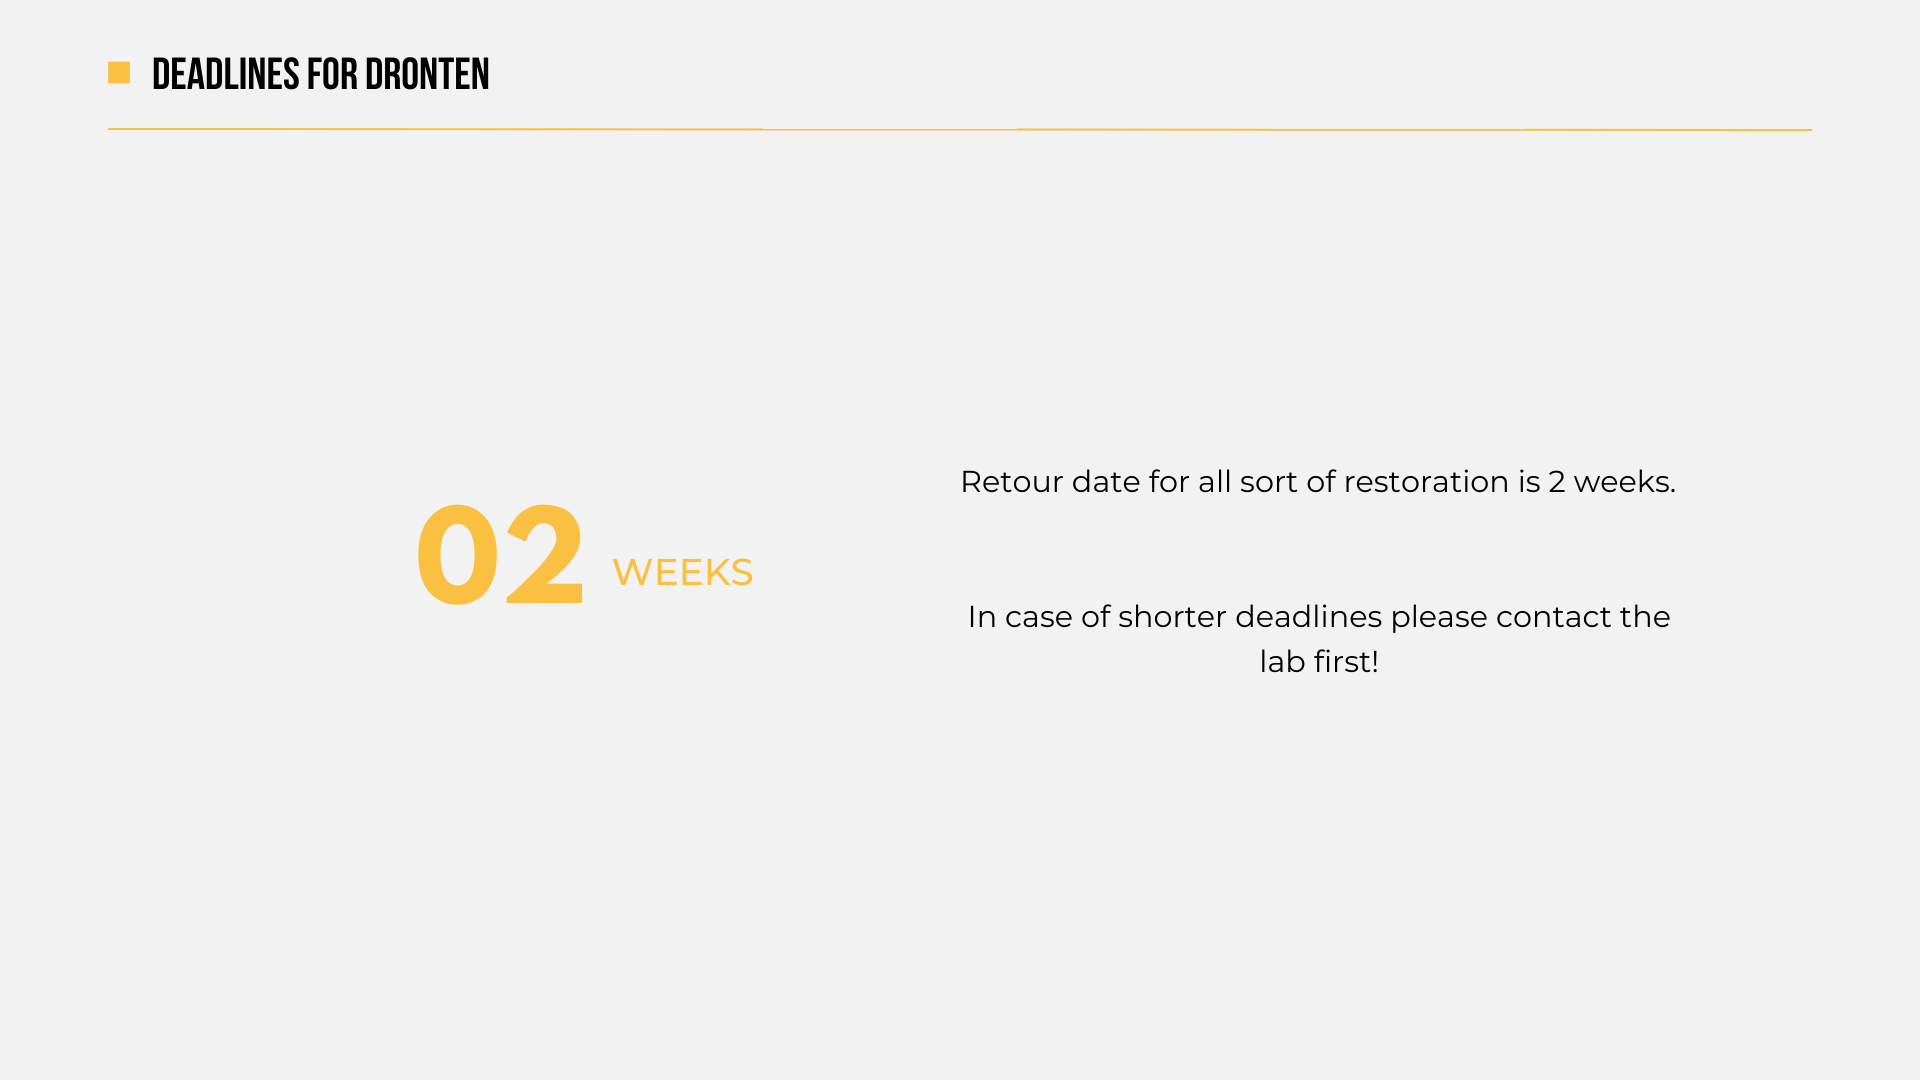 DEADLINES FOR DRONTEN
02 WEEKS
Retour date for all sort of restoration is 2 weeks.
In case of shorter deadlines please contact the
lab first!